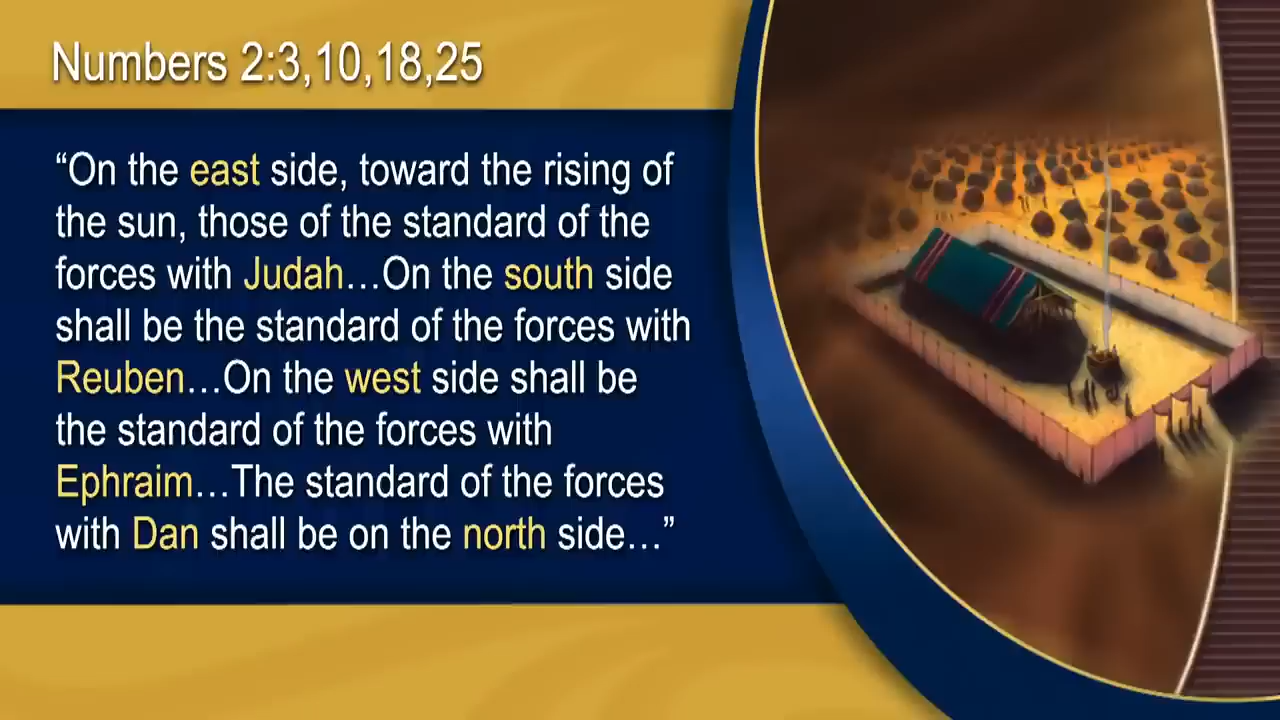 Numbers 2:3,10,18,25
“On the east side, toward the rising of
the sun, those of the standard of the
forces with Judah…On the south side
shall be the standard of the forces with
Reuben…On the west side shall be
the standard of the forces with
Ephraim…The standard of the forces
with Dan shall be on the north side…”